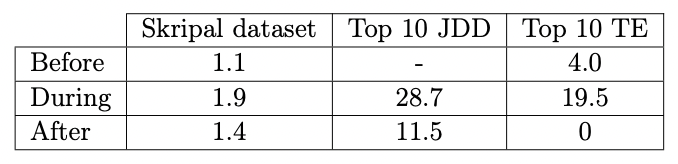 Skripal dataset Top 10 JDD Top 10 TE
Before 1.1 - 4.0
During 1.9 28.7 19.5
After 1.4 11.5 0